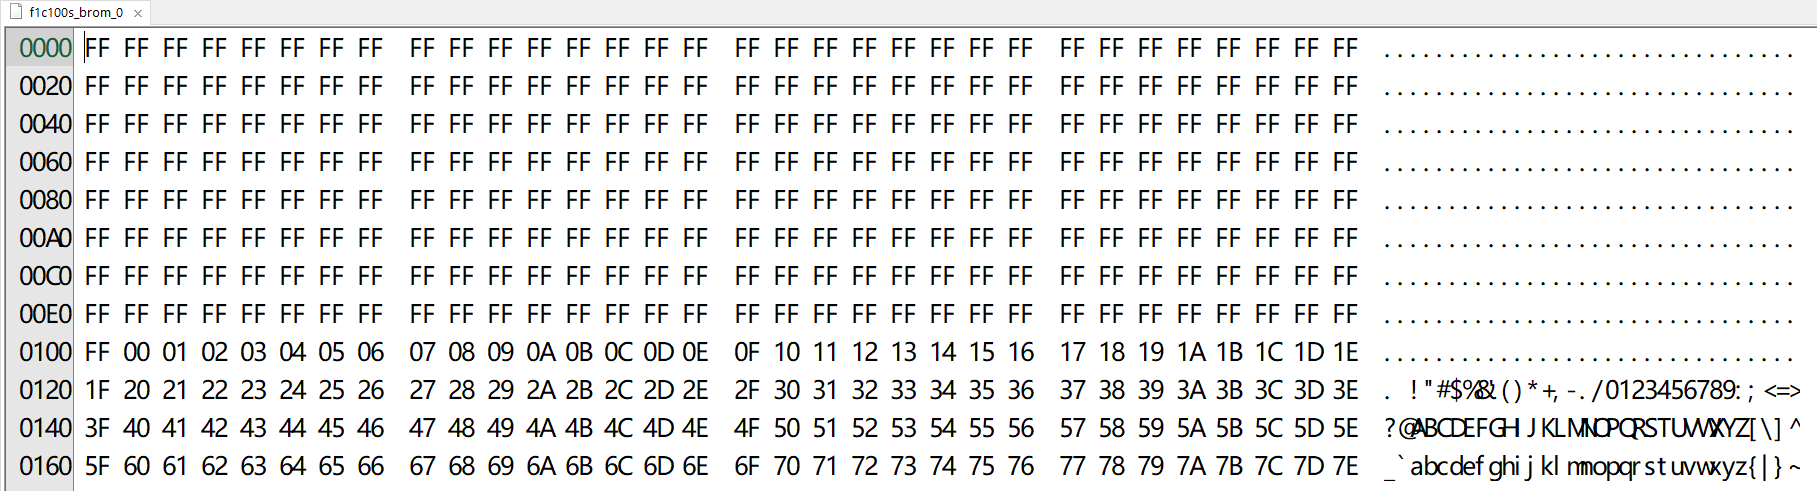 f1c100s_brom_0 ×
0000 FF FF FF FF FF FF FF FF FF FF FF FF FF FF FF FF FF FF FF FF FF FF FF FF FF FF FF FF FF FF FF FF ................................
0020 FF FF FF FF FF FF FF FF FF FF FF FF FF FF FF FF FF FF FF FF FF FF FF FF FF FF FF FF FF FF FF FF ................................
0040 FF FF FF FF FF FF FF FF FF FF FF FF FF FF FF FF FF FF FF FF FF FF FF FF FF FF FF FF FF FF FF FF ................................
0060 FF FF FF FF FF FF FF FF FF FF FF FF FF FF FF FF FF FF FF FF FF FF FF FF FF FF FF FF FF FF FF FF ................................
0080 FF FF FF FF FF FF FF FF FF FF FF FF FF FF FF FF FF FF FF FF FF FF FF FF FF FF FF FF FF FF FF FF ................................
00A0 FF FF FF FF FF FF FF FF FF FF FF FF FF FF FF FF FF FF FF FF FF FF FF FF FF FF FF FF FF FF FF FF ................................
00C0 FF FF FF FF FF FF FF FF FF FF FF FF FF FF FF FF FF FF FF FF FF FF FF FF FF FF FF FF FF FF FF FF ................................
00E0 FF FF FF FF FF FF FF FF FF FF FF FF FF FF FF FF FF FF FF FF FF FF FF FF FF FF FF FF FF FF FF FF ................................
0100 FF 00 01 02 03 04 05 06 07 08 09 0A 0B 0C 0D 0E 0F 10 11 12 13 14 15 16 17 18 19 1A 1B 1C 1D 1E ................................
0120 1F 20 21 22 23 24 25 26 27 28 29 2A 2B 2C 2D 2E 2F 30 31 32 33 34 35 36 37 38 39 3A 3B 3C 3D 3E . !"#$%&'()*+,-./0123456789:;<=>
0140 3F 40 41 42 43 44 45 46 47 48 49 4A 4B 4C 4D 4E 4F 50 51 52 53 54 55 56 57 58 59 5A 5B 5C 5D 5E ?@ABCDEFGHIJKLMNOPQRSTUVWXYZ[\]^
0160 5F 60 61 62 63 64 65 66 67 68 69 6A 6B 6C 6D 6E 6F 70 71 72 73 74 75 76 77 78 79 7A 7B 7C 7D 7E _`abcdefghijklmnopqrstuvwxyz{|}~